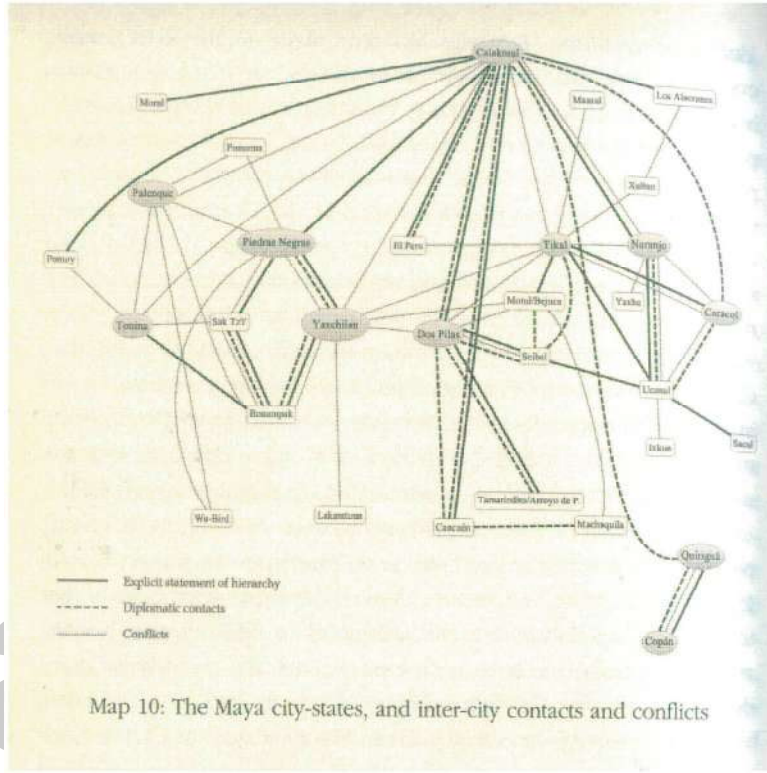 Calakmul
Moral
Maasal
Los Alacranes
Pomona
Palenque
Xultun
Piedras Negras
El Peru
Tikal
Naranjo
Pomoy
Tonina
Sak Tz'i'
Yaxchilan
Dos Pilas
Motul/Bejuca
Yaxha
Caracol
Seibal
Ucanal
Bonampak
Ixkun
Sacul
Wa-Bird
Lakamtuun
Cancuén
Tamarindito/Arroyo de P.
Machaquila
Quiriguá
Copán
Explicit statement of hierarchy
Diplomatic contacts
Conflicts
Map 10: The Maya city-states, and inter-city contacts and conflicts